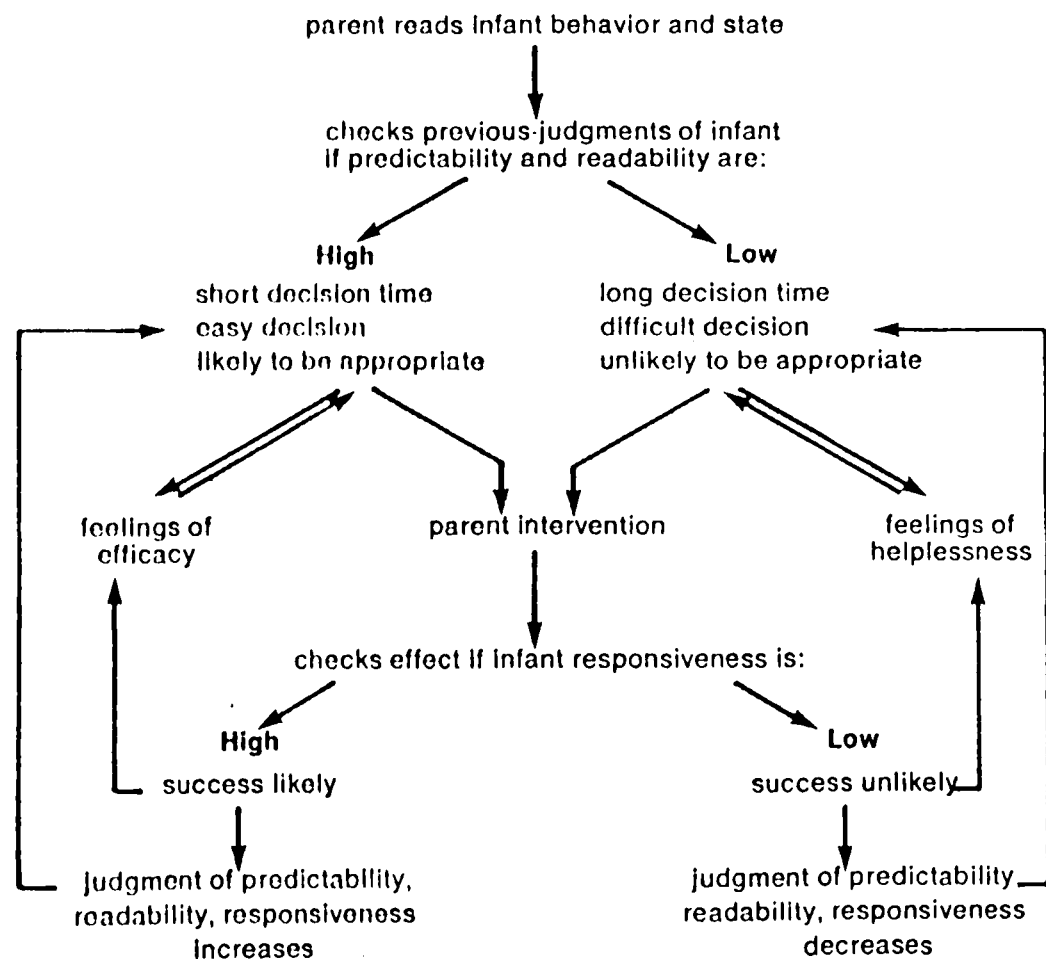 parent reads infant behavior and state
checks previous judgments of infant
if predictability and readability are:
High
short decision time
easy decision
likely to be appropriate
Low
long decision time
difficult decision
unlikely to be appropriate
feelings of
efficacy
parent intervention
feelings of
helplessness
checks effect if infant responsiveness is:
High
success likely
Low
success unlikely
judgment of predictability,
readability, responsiveness
increases
judgment of predictability
readability, responsiveness
decreases